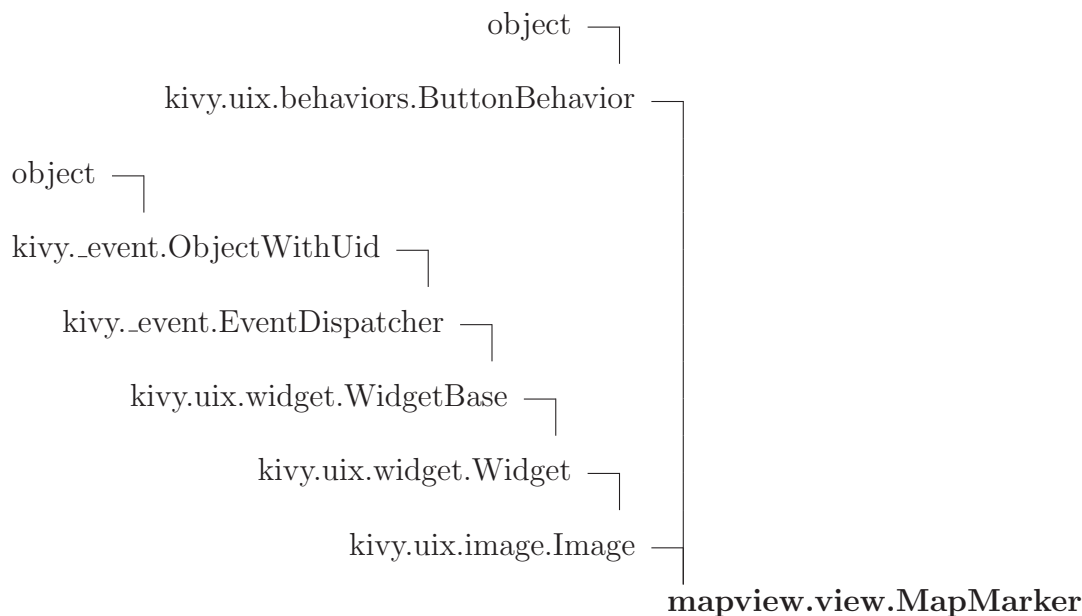 object
kivy.uix.behaviors.ButtonBehavior
object
kivy._event.ObjectWithUid
kivy._event.EventDispatcher
kivy.uix.widget.WidgetBase
kivy.uix.widget.Widget
kivy.uix.image.Image
mapview.view.MapMarker